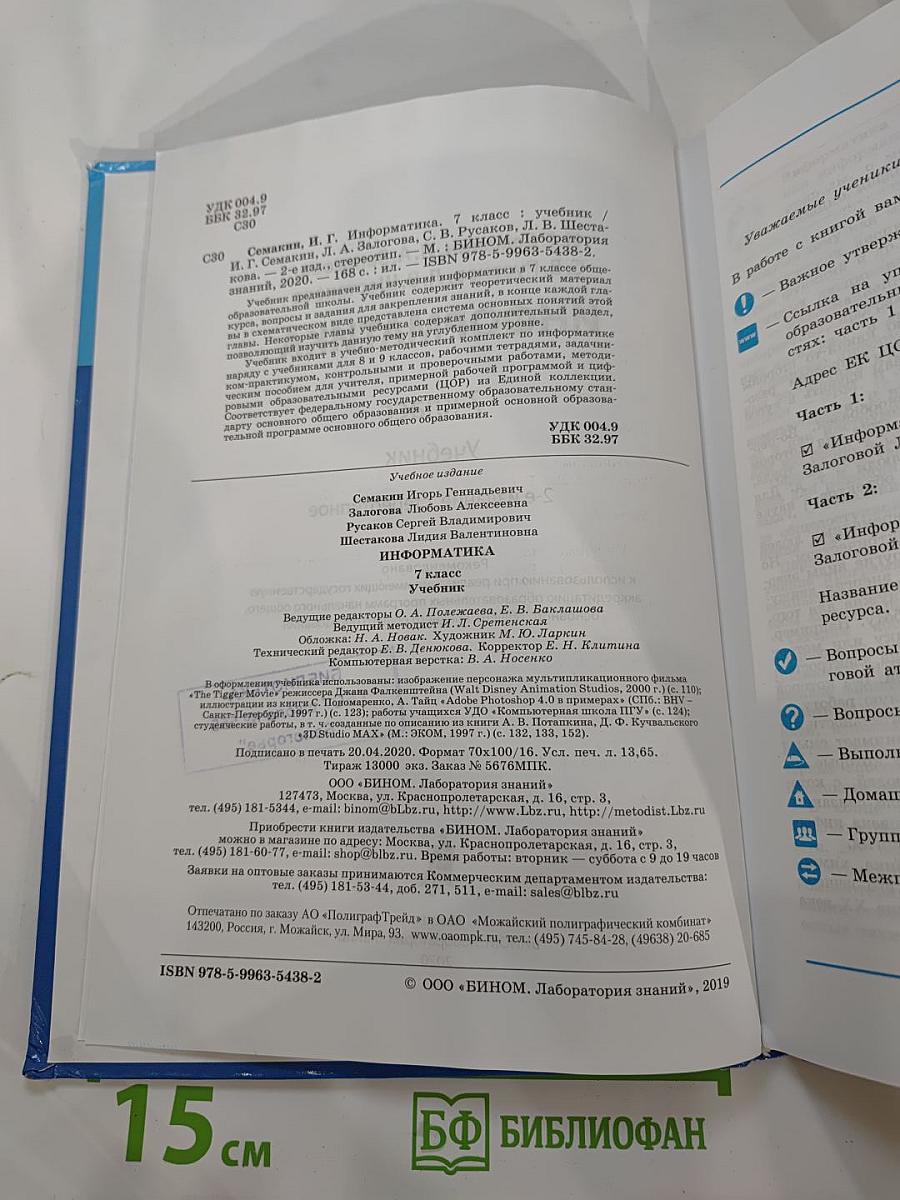 УДК 004.9
ББК 32.97
С30
С30 Семакин, И. Г. Информатика. 7 класс : учебник /
И. Г. Семакин, Л. А. Залогова, С. В. Русаков, Л. В. Шеста-
кова. — 2-е изд., стереотип. — М. : БИНОМ. Лаборатория
знаний, 2020. — 168 с. : ил. — ISBN 978-5-9963-5438-2.
Учебник предназначен для изучения информатики в 7 классе обще-
образовательной школы. Учебник содержит теоретический материал
курса, вопросы и задания для закрепления знаний, в конце каждой гла-
вы в схематическом виде представлена система основных понятий этой
главы. Некоторые главы учебника содержат дополнительный раздел,
позволяющий изучить данную тему на углубленном уровне.
Учебник входит в учебно-методический комплект по информатике
наряду с учебниками для 8 и 9 классов, рабочими тетрадями, задачни-
ком-практикумом, контрольными и проверочными работами, методи-
ческим пособием для учителя, примерной рабочей программой и циф-
ровыми образовательными ресурсами (ЦОР) из Единой коллекции.
Соответствует федеральному государственному образовательному стан-
дарту основного общего образования и примерной основной образова-
тельной программе основного общего образования.
УДК 004.9
ББК 32.97
Учебное издание
Семакин Игорь Геннадьевич
Залогова Любовь Алексеевна
Русаков Сергей Владимирович
Шестакова Лидия Валентиновна
ИНФОРМАТИКА
7 класс
Учебник
Ведущие редакторы О. А. Полежаева, Е. В. Баклашова
Ведущий методист И. Л. Сретенская
Обложка: Н. А. Новак. Художник М. Ю. Ларкин
Технический редактор Е. В. Денюкова. Корректор Е. Н. Клитина
Компьютерная верстка: В. А. Носенко
В оформлении учебника использованы: изображение персонажа мультипликационного фильма
«The Tigger Movie» режиссера Джана Фалкенштейна (Walt Disney Animation Studios, 2000 г.) (с. 110);
иллюстрации из книги С. Пономаренко, А. Тайц «Adobe Photoshop 4.0 в примерах» (СПб.: BHV –
Санкт-Петербург, 1997 г.) (с. 123); работы учащихся УДО «Компьютерная школа ПГУ» (с. 124);
студенческие работы, в т. ч. созданные по описанию из книги А. В. Потапкина, Д. Ф. Кучвальского
«3D Studio MAX» (М.: ЭКОМ, 1997 г.) (с. 132, 133, 152).
Подписано в печать 20.04.2020. Формат 70х100/16. Усл. печ. л. 13,65.
Тираж 13000 экз. Заказ № 5676МПК.
ООО «БИНОМ. Лаборатория знаний»
127473, Москва, ул. Краснопролетарская, д. 16, стр. 3,
тел. (495) 181-5344, e-mail: binom@bLbz.ru, http://www.Lbz.ru, http://metodist.Lbz.ru
Приобрести книги издательства «БИНОМ. Лаборатория знаний»
можно в магазине по адресу: Москва, ул. Краснопролетарская, д. 16, стр. 3,
тел. (495) 181-60-77, e-mail: shop@blbz.ru. Время работы: вторник — суббота с 9 до 19 часов
Заявки на оптовые заказы принимаются Коммерческим департаментом издательства:
тел. (495) 181-53-44, доб. 271, 511, e-mail: sales@blbz.ru
Отпечатано по заказу АО «ПолиграфТрейд» в ОАО «Можайский полиграфический комбинат»
143200, Россия, г. Можайск, ул. Мира, 93. www.oaompk.ru, тел.: (495) 745-84-28, (49638) 20-685
ISBN 978-5-9963-5438-2
© ООО «БИНОМ. Лаборатория знаний», 2019
Уважаемые ученики
В работе с книгой вам
! — Важное утверж
www — Ссылка на
образовательны
стях: часть 1
Адрес ЕК ЦО
Часть 1:
☑ «Информа
Залоговой Л
Часть 2:
☑ «Инфор
Залоговой
Название
ресурса.
— Вопросы
говой ат
? — Вопросы
— Выполн
— Домаш
— Групп
— Межп
15 см
БФ БИБЛИОФАН